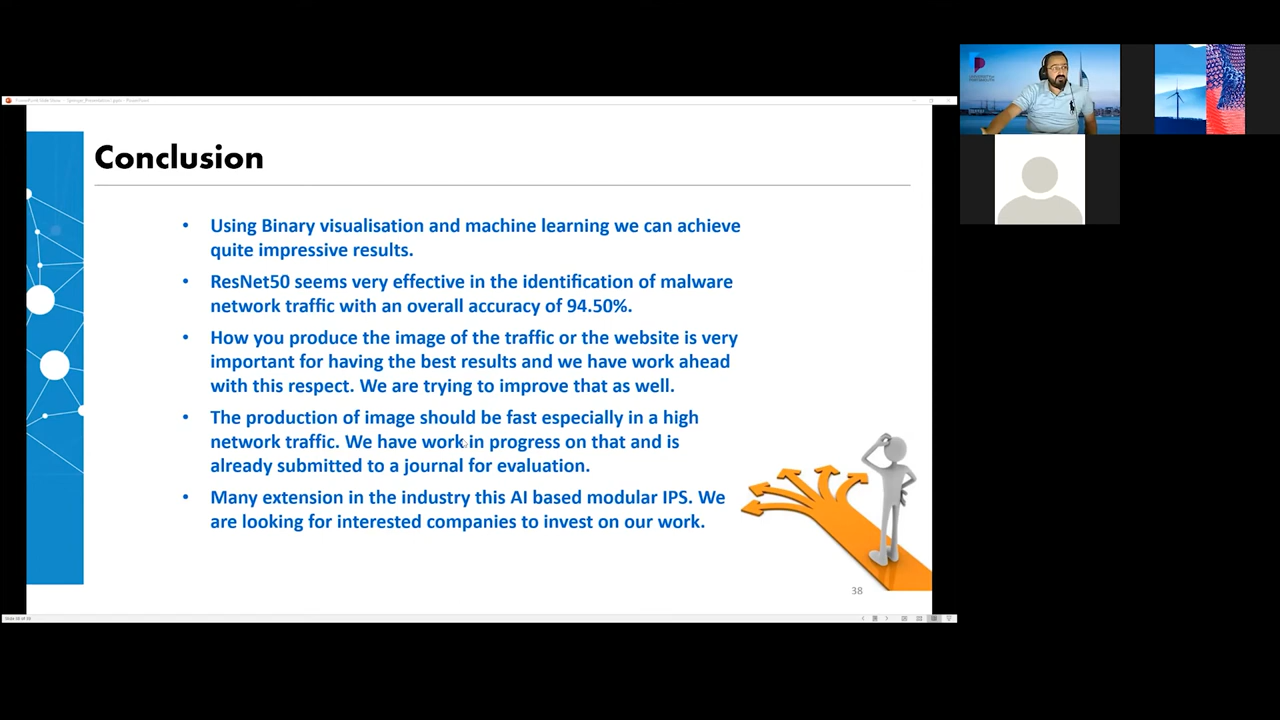 Conclusion
• Using Binary visualisation and machine learning we can achieve
quite impressive results.
• ResNet50 seems very effective in the identification of malware
network traffic with an overall accuracy of 94.50%.
• How you produce the image of the traffic or the website is very
important for having the best results and we have work ahead
with this respect. We are trying to improve that as well.
• The production of image should be fast especially in a high
network traffic. We have work in progress on that and is
already submitted to a journal for evaluation.
• Many extension in the industry this AI based modular IPS. We
are looking for interested companies to invest on our work.
38